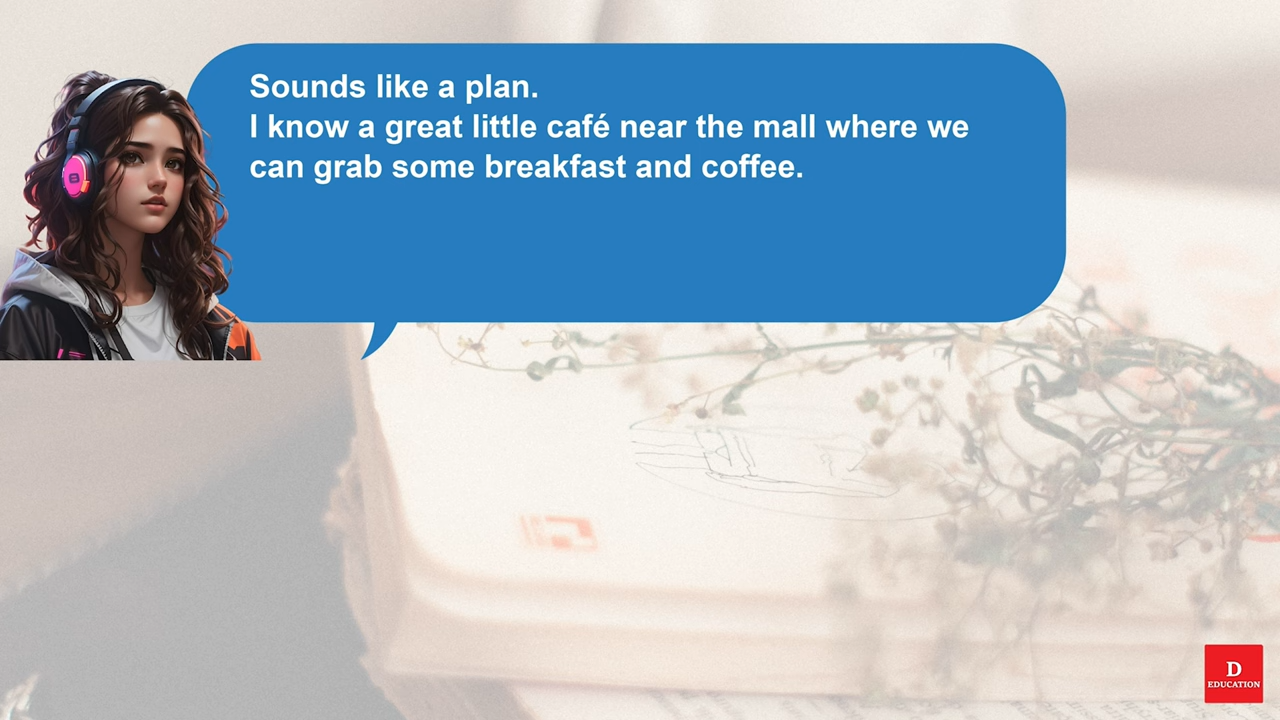 Sounds like a plan.
I know a great little café near the mall where we
can grab some breakfast and coffee.
D
EDUCATION